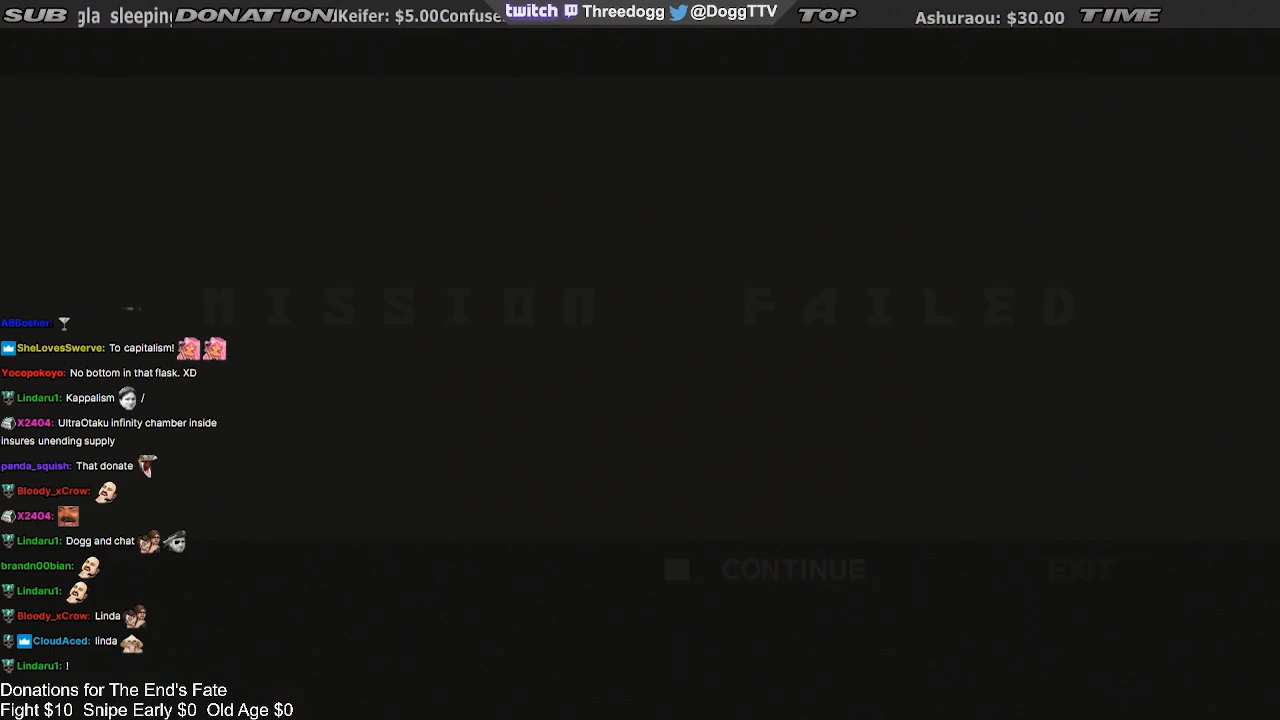 SUB gla sleeping DONATION Keifer: $5.00 Confuse twitch Threedogg @DoggTTV TOP Ashuraou: $30.00 TIME
MISSION FAILED
ABBosher:
SheLovesSwerve: To capitalism!
Yocopokoyo: No bottom in that flask. XD
Lindaru1: Kappalism /
X2404: UltraOtaku infinity chamber inside
insures unending supply
panda_squish: That donate
Bloody_xCrow:
X2404:
Lindaru1: Dogg and chat
brandn00bian:
CONTINUE EXIT
Lindaru1:
Bloody_xCrow: Linda
CloudAced: linda
Lindaru1: !
Donations for The End's Fate
Fight $10 Snipe Early $0 Old Age $0